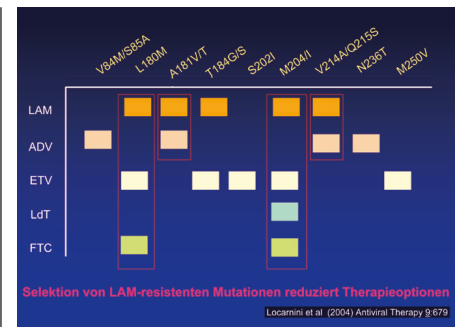 V84M/S85A L180M A181V/T T184G/S S202I M204/I V214A/Q215S N236T M250V
LAM
ADV
ETV
LdT
FTC
Selektion von LAM-resistenten Mutationen reduziert Therapieoptionen
Locarnini et al (2004) Antiviral Therapy 9:679